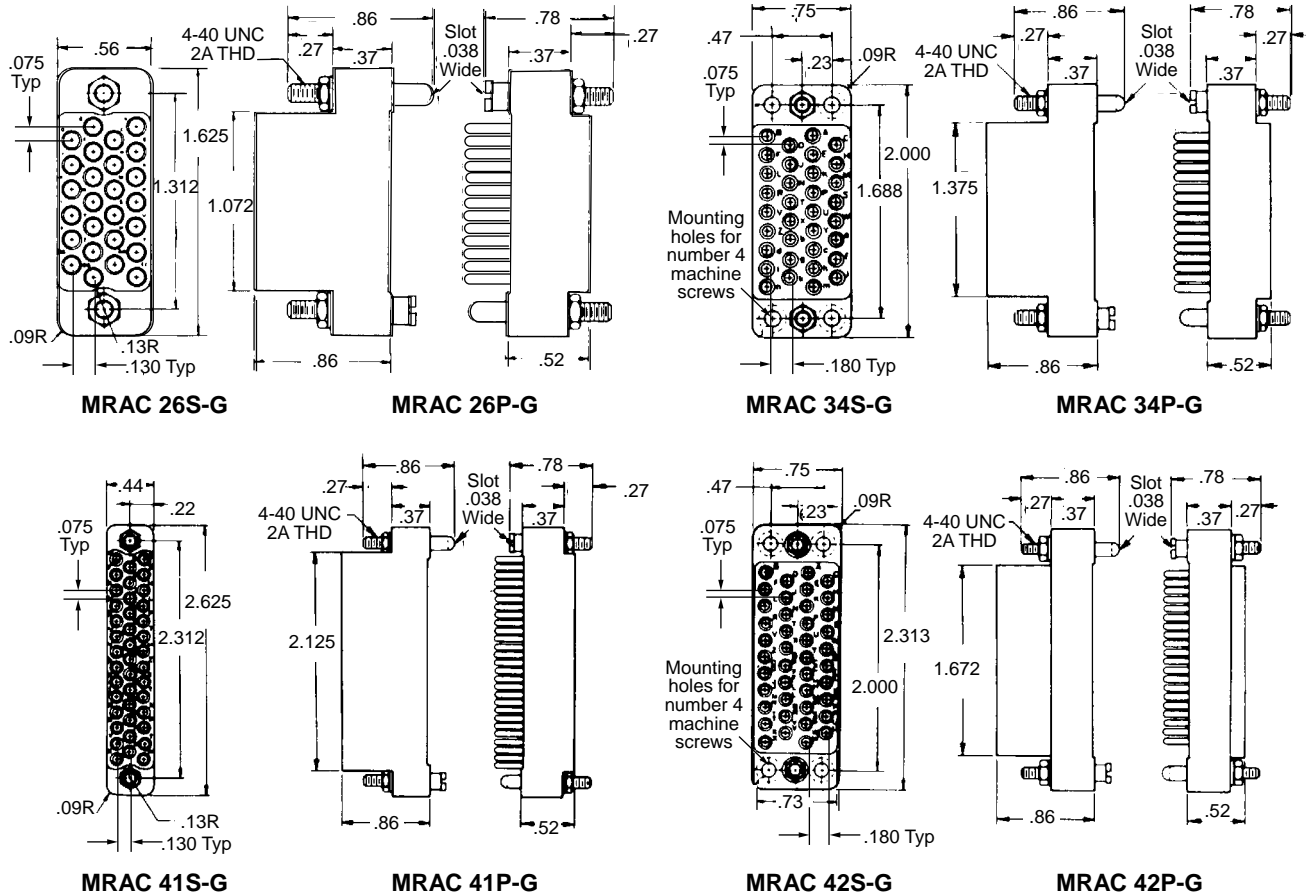 .56
.075
Typ
1.625
1.312
.09R
.13R
.130 Typ
MRAC 26S-G
.86
.27
.37
4-40 UNC
2A THD
1.072
.86
.78
.37
.27
Slot
.038
Wide
.52
MRAC 26P-G
.75
.47
.23
.09R
.075
Typ
2.000
1.688
Mounting
holes for
number 4
machine
screws
.180 Typ
MRAC 34S-G
.86
.27
.37
4-40 UNC
2A THD
1.375
.86
Slot
.038
Wide
.78
.37
.27
.52
MRAC 34P-G
.44
.22
.075
Typ
2.625
2.312
.09R
.13R
.130 Typ
MRAC 41S-G
.86
.27
.37
4-40 UNC
2A THD
2.125
.86
Slot
.038
Wide
.78
.37
.27
.52
MRAC 41P-G
.75
.47
.23
.09R
.075
Typ
2.313
2.000
Mounting
holes for
number 4
machine
screws
.73
.180 Typ
MRAC 42S-G
.86
.27
.37
4-40 UNC
2A THD
1.672
.86
Slot
.038
Wide
.78
.37
.27
.52
MRAC 42P-G